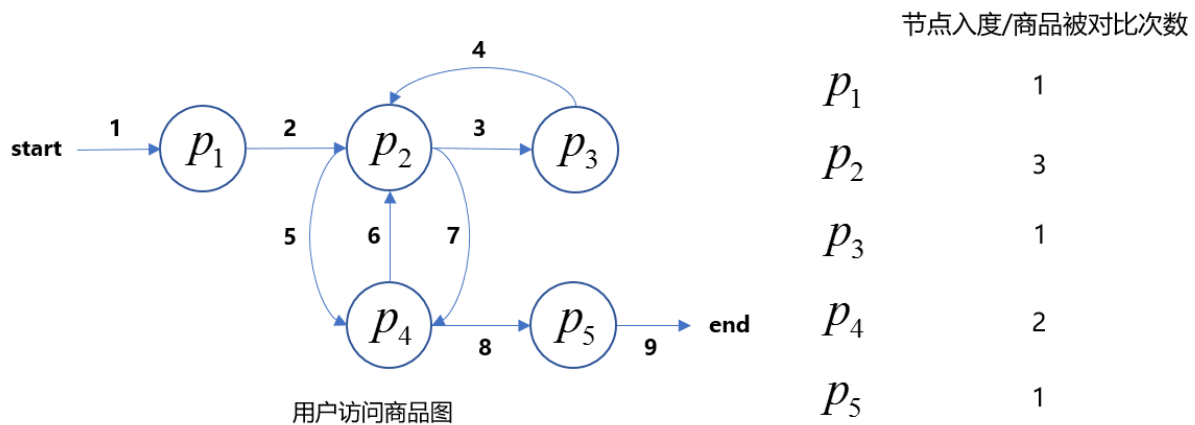 节点入度/商品被对比次数
4
p1 1
start 1 p1 2 p2 3 p3
p2 3
5 6 7
p3 1
p4 8 p5 9 end
p4 2
用户访问商品图
p5 1